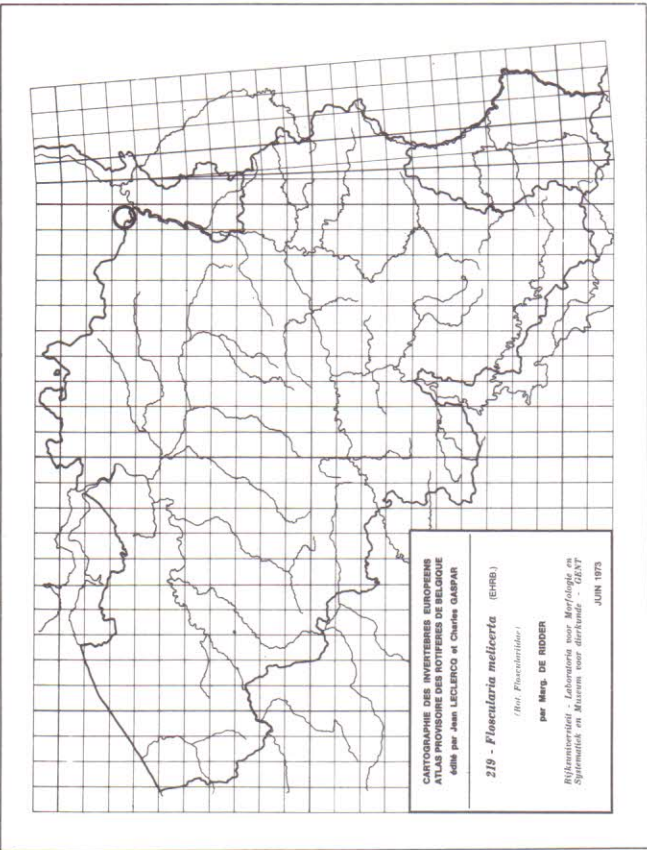 CARTOGRAPHIE DES INVERTEBRES EUROPEENS
ATLAS PROVISOIRE DES ROTIFERES DE BELGIQUE
édité par Jean LECLERCQ et Charles GASPAR
219 - Floscularia melicerta (EHRB.)
(Rot. Flosculariidae)
par Marg. DE RIDDER
Rijksuniversiteit - Laboratoria voor Morfologie en
Systematiek en Museum voor dierkunde - GENT
JUIN 1973